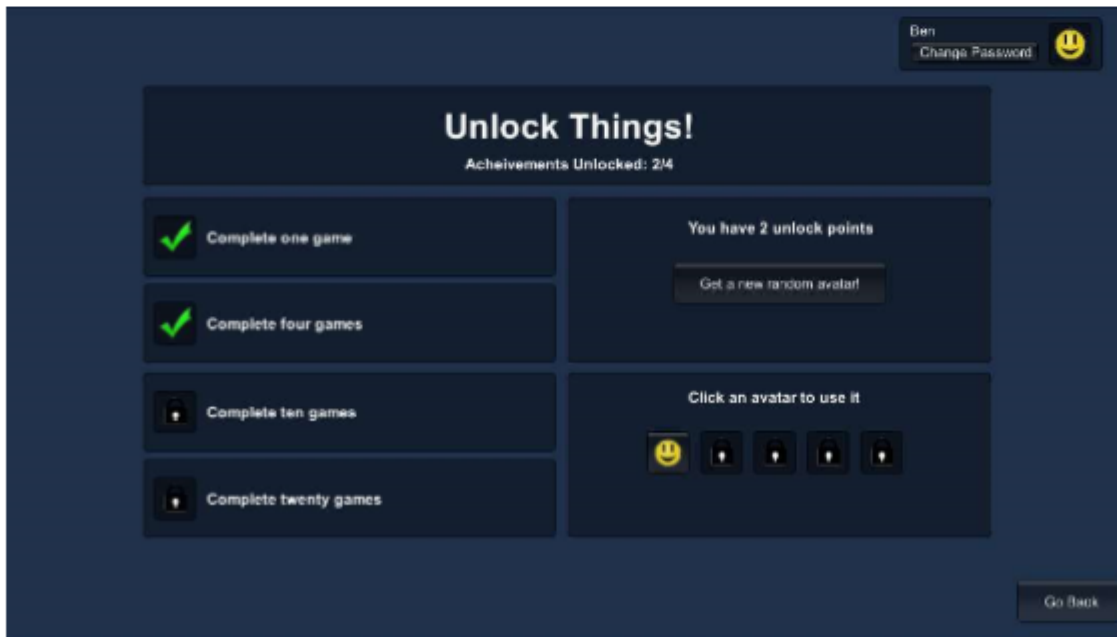 Ben
Change Password
Unlock Things!
Acheivements Unlocked: 2/4
Complete one game
Complete four games
Complete ten games
Complete twenty games
You have 2 unlock points
Get a new random avatar!
Click an avatar to use it
Go Back